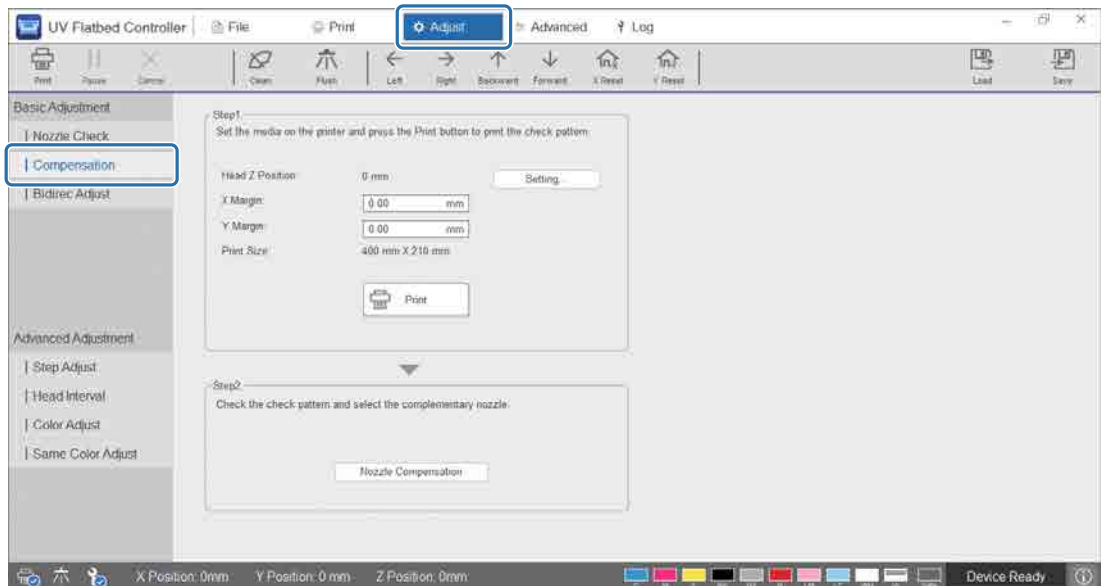 UV Flatbed Controller File Print Adjust Advanced Log
Print Pause Cancel Clean Flush Left Right Backward Forward X Reset Y Reset Load Save
Basic Adjustment
Nozzle Check
Compensation
Bidirec Adjust
Advanced Adjustment
Step Adjust
Head Interval
Color Adjust
Same Color Adjust
Step1
Set the media on the printer and press the Print button to print the check pattern.
Head Z Position: 0 mm Setting...
X Margin: 0.00 mm
Y Margin: 0.00 mm
Print Size: 400 mm X 210 mm
Print
Step2
Check the check pattern and select the complementary nozzle.
Nozzle Compensation
X Position: 0mm Y Position: 0 mm Z Position: 0mm Device Ready